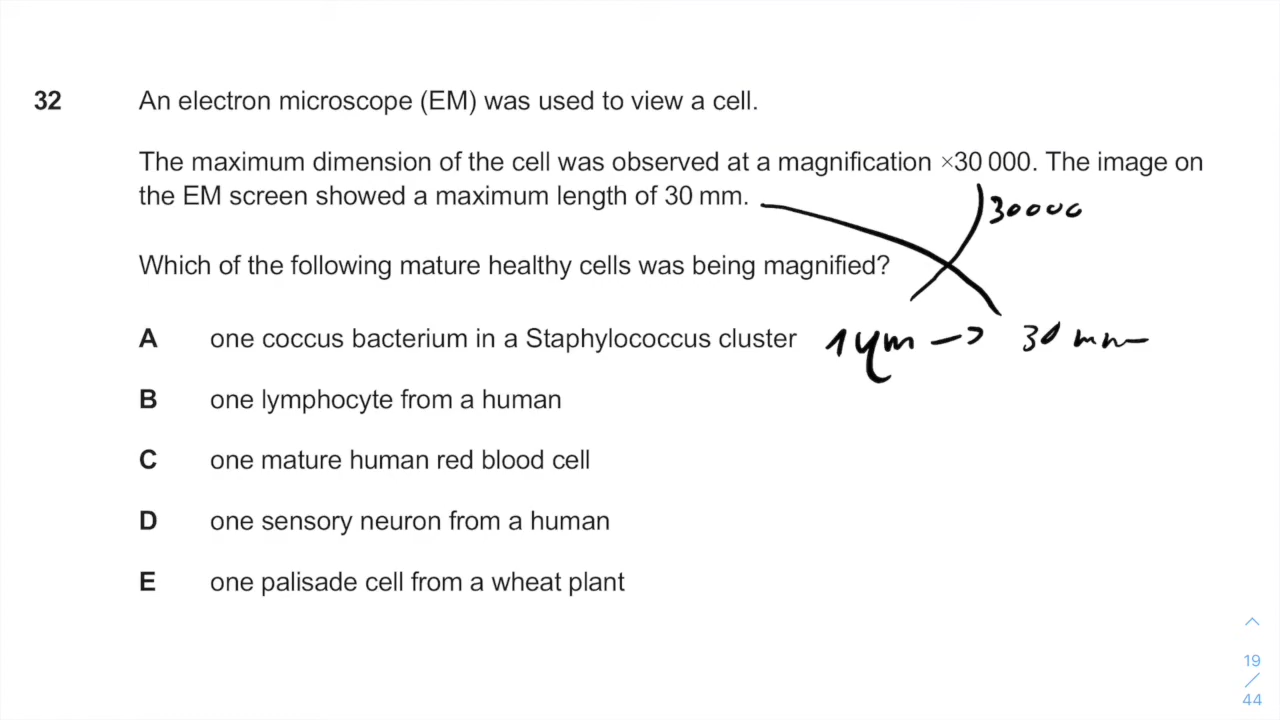 32 An electron microscope (EM) was used to view a cell.
The maximum dimension of the cell was observed at a magnification ×30 000. The image on
the EM screen showed a maximum length of 30 mm.
30000
Which of the following mature healthy cells was being magnified?
A one coccus bacterium in a Staphylococcus cluster 1 μm → 30 mm
B one lymphocyte from a human
C one mature human red blood cell
D one sensory neuron from a human
E one palisade cell from a wheat plant
19
/
44